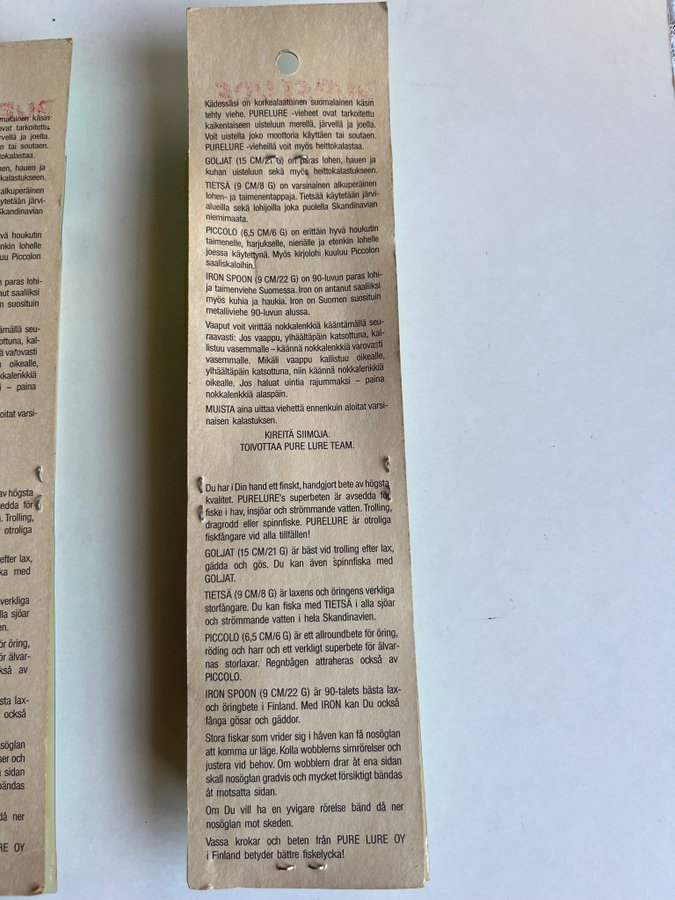 Kädessäsi on korkealaatuinen suomalainen käsin
tehty viehe. PURELURE -vieheet ovat tarkoitettu
kaikenlaiseen uisteluun merellä, järvellä ja joella.
Voit uistella joko moottoria käyttäen tai soutaen.
PURELURE -vieheillä voit myös heittokalastaa.
GOLJAT (15 CM/21 G) on paras lohen, hauen ja
kuhan uisteluun sekä myös heittokalastukseen.
TIETSÄ (9 CM/8 G) on varsinainen alkuperäinen
lohen- ja taimenentappaja. Tietsää käytetään järvi-
alueilla sekä lohijoilla joka puolella Skandinavian
niemimaata.
PICCOLO (6,5 CM/6 G) on erittäin hyvä houkutin
taimenelle, harjukselle, nieriälle ja etenkin lohelle
joessa käytettynä. Myös kirjolohi kuuluu Piccolon
saaliskaloihin.
IRON SPOON (9 CM/22 G) on 90-luvun paras lohi-
ja taimenviehe Suomessa. Iron on antanut saaliiksi
myös kuhia ja haukia. Iron on Suomen suosituin
metalliviehe 90-luvun alussa.
Vaaput voit virittää nokkalenkkiä kääntämällä seu-
raavasti: Jos vaappu, ylhäältäpäin katsottuna, kal-
listuu vasemmalle – käännä nokkalenkkiä varovasti
vasemmalle. Mikäli vaappu kallistuu oikealle,
ylhäältäpäin katsottuna, niin käännä nokkalenkkiä
oikealle. Jos haluat uintia rajummaksi – paina
nokkalenkkiä alaspäin.
MUISTA aina uittaa viehettä ennenkuin aloitat varsi-
naisen kalastuksen.
KIREITÄ SIIMOJA.
TOIVOTTAA PURE LURE TEAM.
Du har i Din hand ett finskt, handgjort bete av högsta
kvalitet. PURELURE's superbeten är avsedda för
fiske i hav, insjöar och strömmande vatten. Trolling,
dragrodd eller spinnfiske. PURELURE är otroliga
fiskfångare vid alla tillfällen!
GOLJAT (15 CM/21 G) är bäst vid trolling efter lax,
gädda och gös. Du kan även spinnfiska med
GOLJAT.
TIETSÄ (9 CM/8 G) är laxens och öringens verkliga
storfångare. Du kan fiska med TIETSÄ i alla sjöar
och strömmande vatten i hela Skandinavien.
PICCOLO (6,5 CM/6 G) är ett allroundbete för öring,
röding och harr och ett verkligt superbete för älvar-
nas storlaxar. Regnbågen attraheras också av
PICCOLO.
IRON SPOON (9 CM/22 G) är 90-talets bästa lax-
och öringbete i Finland. Med IRON kan Du också
fånga gösar och gäddor.
Stora fiskar som vrider sig i håven kan få nosöglan
att komma ur läge. Kolla wobblerns simrörelser och
justera vid behov. Om wobblern drar åt ena sidan
skall nosöglan gradvis och mycket försiktigt bändas
åt motsatta sidan.
Om Du vill ha en yvigare rörelse bänd då ner
nosöglan mot skeden.
Vassa krokar och beten från PURE LURE OY
i Finland betyder bättre fiskelycka!